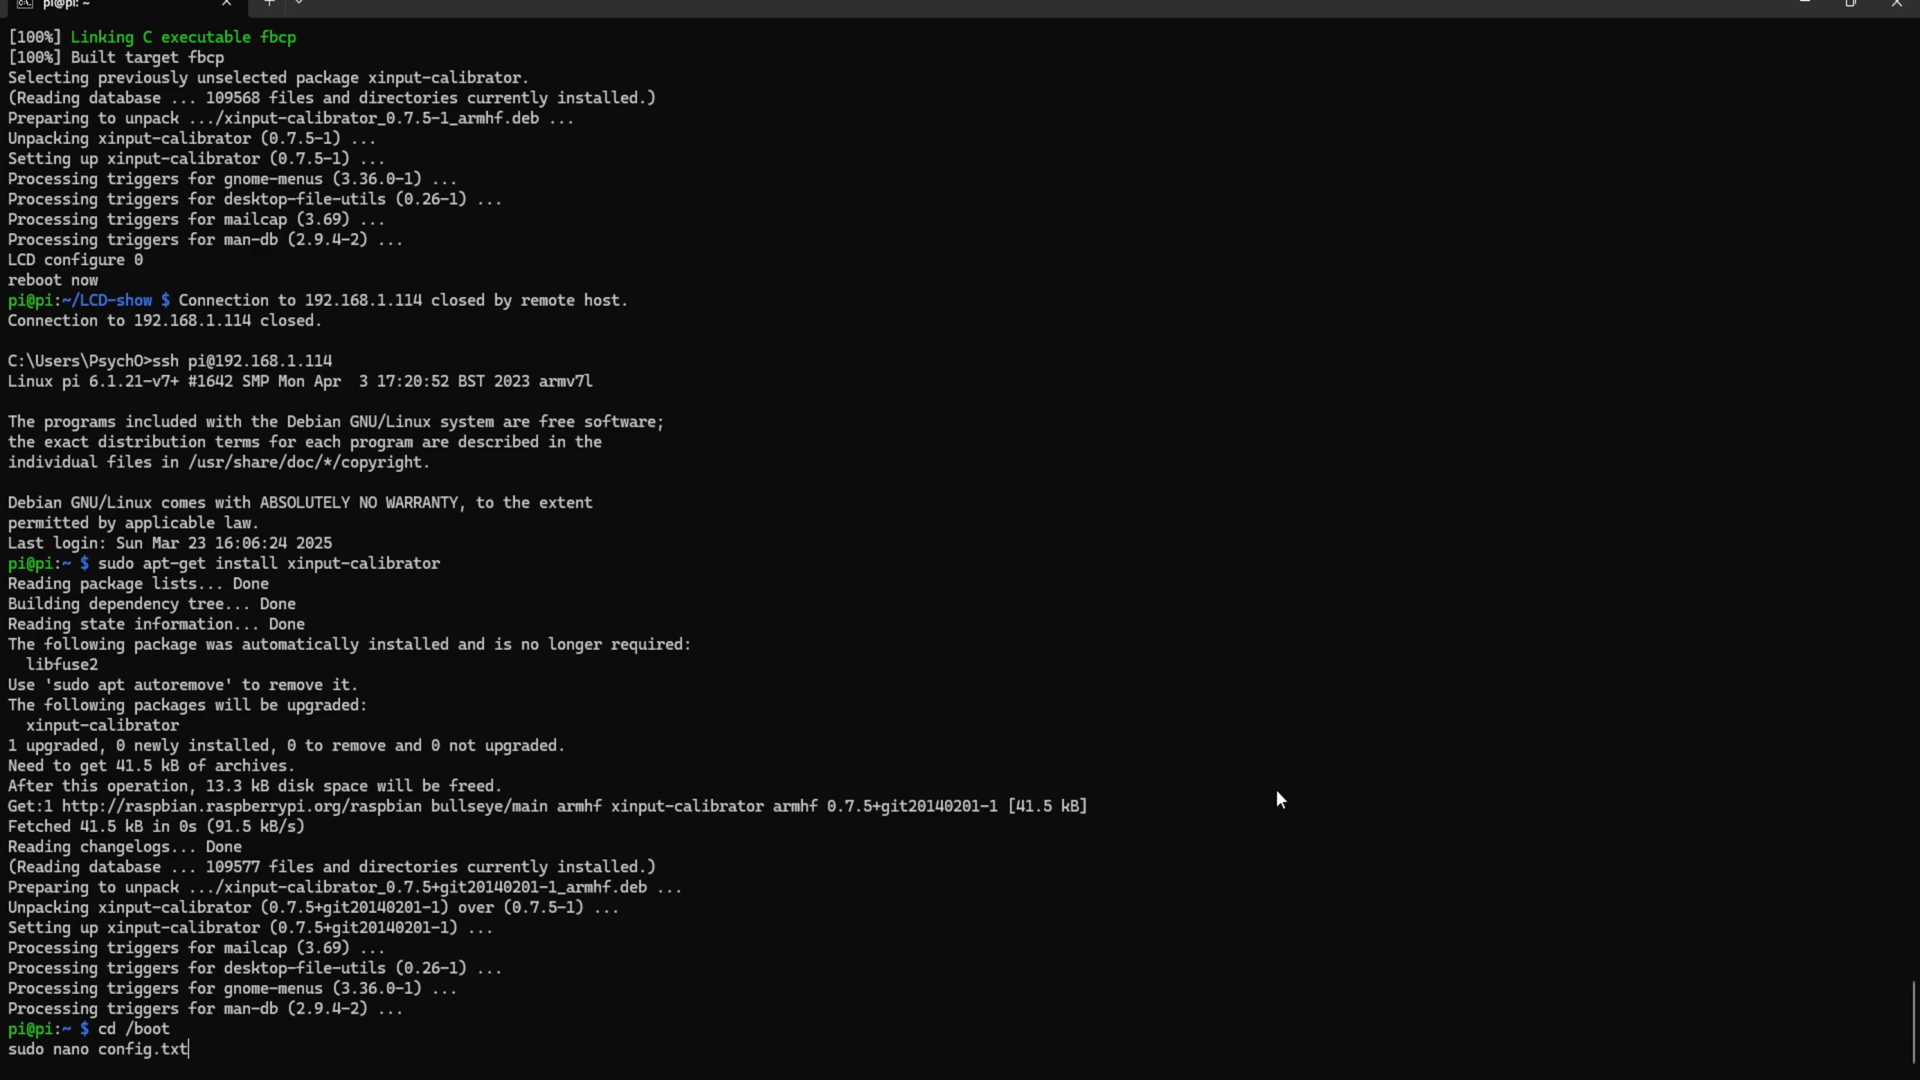 pi@pi: ~
[100%] Linking C executable fbcp
[100%] Built target fbcp
Selecting previously unselected package xinput-calibrator.
(Reading database ... 109568 files and directories currently installed.)
Preparing to unpack .../xinput-calibrator_0.7.5-1_armhf.deb ...
Unpacking xinput-calibrator (0.7.5-1) ...
Setting up xinput-calibrator (0.7.5-1) ...
Processing triggers for gnome-menus (3.36.0-1) ...
Processing triggers for desktop-file-utils (0.26-1) ...
Processing triggers for mailcap (3.69) ...
Processing triggers for man-db (2.9.4-2) ...
LCD configure 0
reboot now
pi@pi:~/LCD-show $ Connection to 192.168.1.114 closed by remote host.
Connection to 192.168.1.114 closed.
C:\Users\PsychO>ssh pi@192.168.1.114
Linux pi 6.1.21-v7+ #1642 SMP Mon Apr  3 17:20:52 BST 2023 armv7l
The programs included with the Debian GNU/Linux system are free software;
the exact distribution terms for each program are described in the
individual files in /usr/share/doc/*/copyright.
Debian GNU/Linux comes with ABSOLUTELY NO WARRANTY, to the extent
permitted by applicable law.
Last login: Sun Mar 23 16:06:24 2025
pi@pi:~ $ sudo apt-get install xinput-calibrator
Reading package lists... Done
Building dependency tree... Done
Reading state information... Done
The following package was automatically installed and is no longer required:
  libfuse2
Use 'sudo apt autoremove' to remove it.
The following packages will be upgraded:
  xinput-calibrator
1 upgraded, 0 newly installed, 0 to remove and 0 not upgraded.
Need to get 41.5 kB of archives.
After this operation, 13.3 kB disk space will be freed.
Get:1 http://raspbian.raspberrypi.org/raspbian bullseye/main armhf xinput-calibrator armhf 0.7.5+git20140201-1 [41.5 kB]
Fetched 41.5 kB in 0s (91.5 kB/s)
Reading changelogs... Done
(Reading database ... 109577 files and directories currently installed.)
Preparing to unpack .../xinput-calibrator_0.7.5+git20140201-1_armhf.deb ...
Unpacking xinput-calibrator (0.7.5+git20140201-1) over (0.7.5-1) ...
Setting up xinput-calibrator (0.7.5+git20140201-1) ...
Processing triggers for mailcap (3.69) ...
Processing triggers for desktop-file-utils (0.26-1) ...
Processing triggers for gnome-menus (3.36.0-1) ...
Processing triggers for man-db (2.9.4-2) ...
pi@pi:~ $ cd /boot
sudo nano config.txt